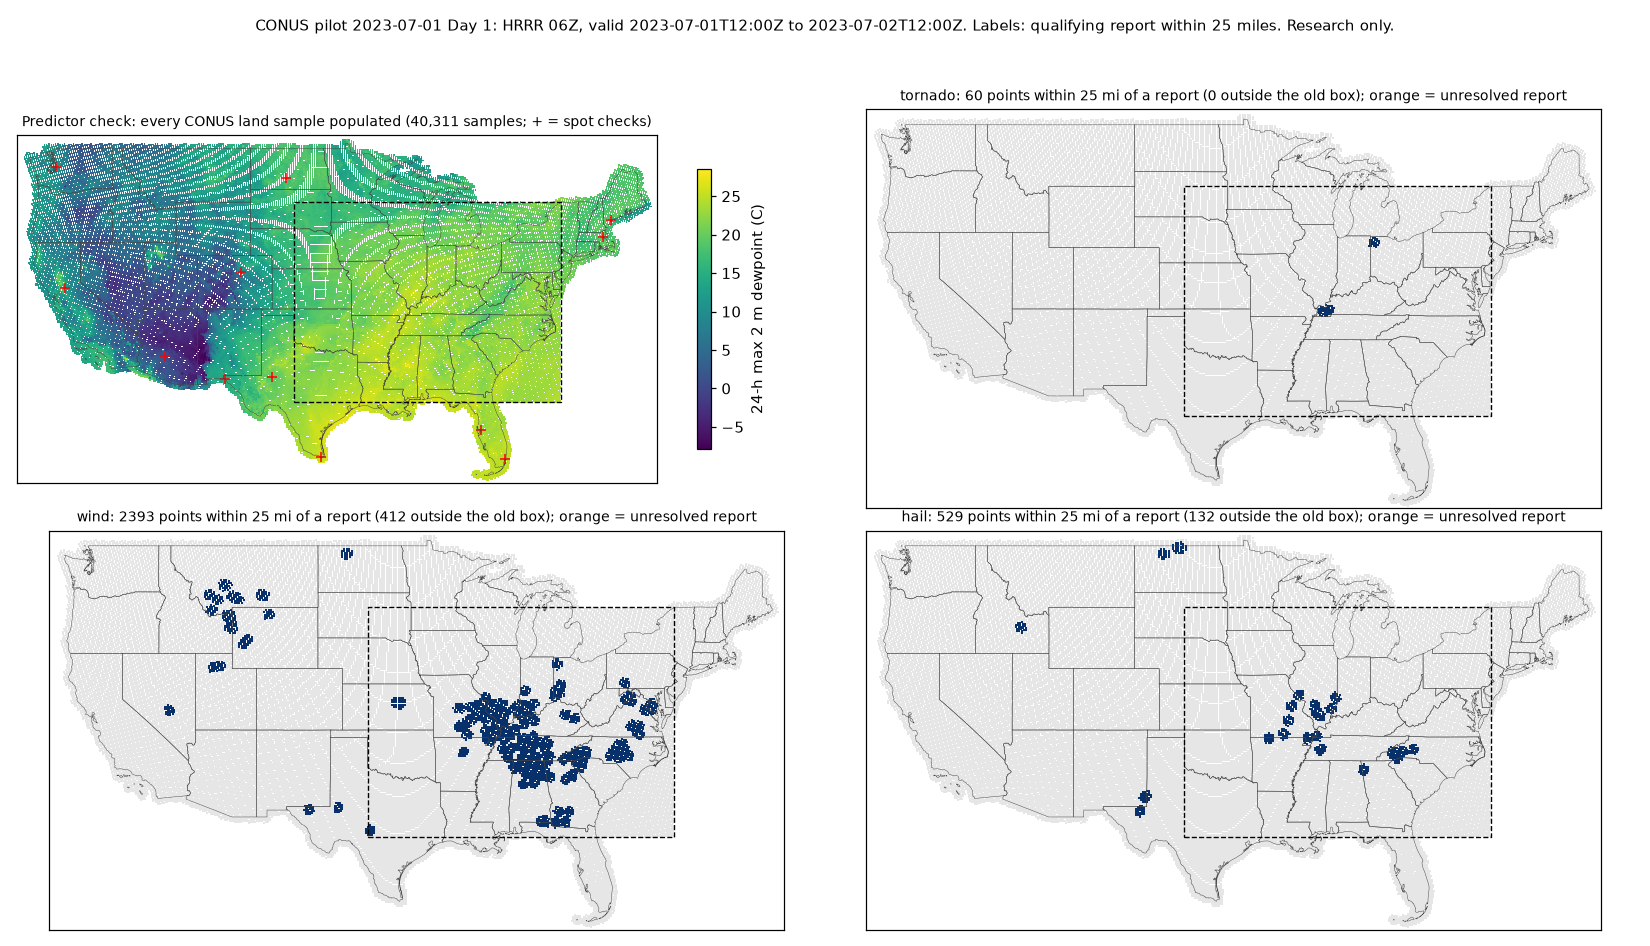 CONUS pilot 2023-07-01 Day 1: HRRR 06Z, valid 2023-07-01T12:00Z to 2023-07-02T12:00Z. Labels: qualifying report within 25 miles. Research only.
Predictor check: every CONUS land sample populated (40,311 samples; + = spot checks)
25
20
15
10
5
0
−5
24-h max 2 m dewpoint (C)
tornado: 60 points within 25 mi of a report (0 outside the old box); orange = unresolved report
wind: 2393 points within 25 mi of a report (412 outside the old box); orange = unresolved report
hail: 529 points within 25 mi of a report (132 outside the old box); orange = unresolved report